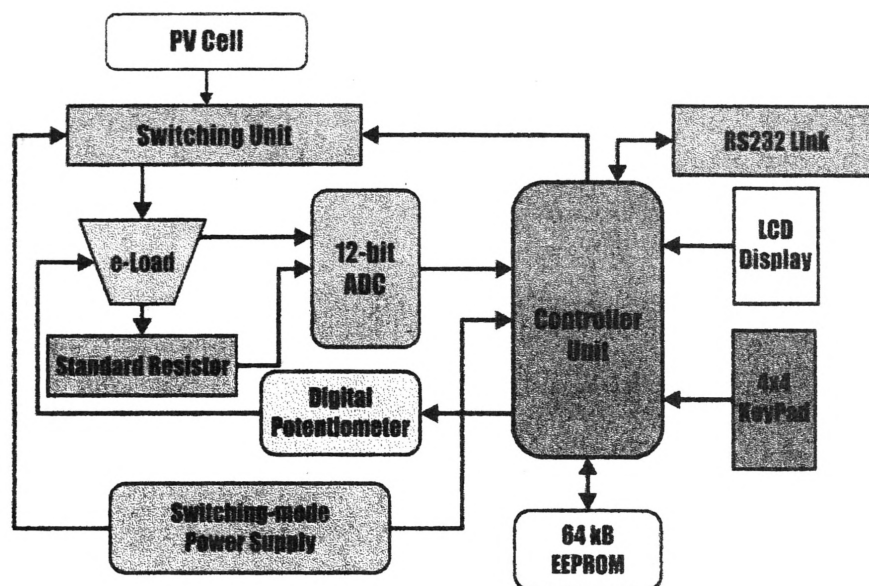 PV Cell
Switching Unit
RS232 Link
e-Load
12-bit
ADC
LCD
Display
Controller
Unit
Standard Resistor
4x4
KeyPad
Digital
Potentiometer
Switching-mode
Power Supply
64 kB
EEPROM